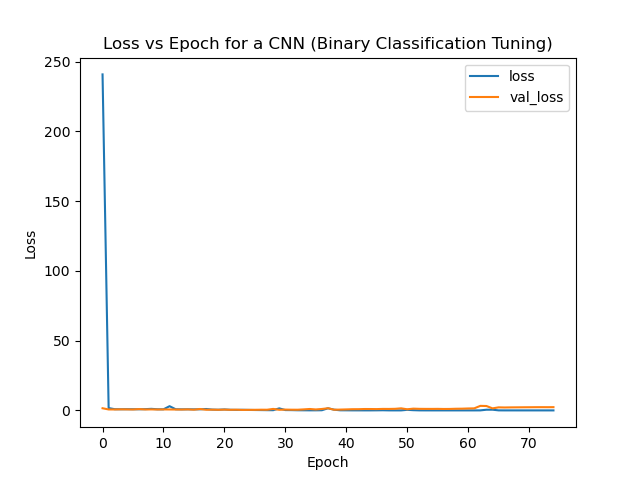 Loss vs Epoch for a CNN (Binary Classification Tuning)
250
200
150
100
50
0
Loss
loss
val_loss
0 10 20 30 40 50 60 70
Epoch